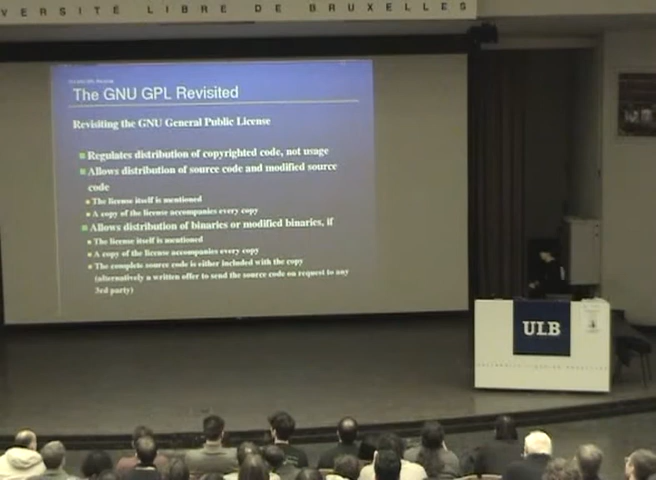 VERSITÉ LIBRE DE BRUXELLES
The GNU GPL Revisited
Revisiting the GNU General Public License
Regulates distribution of copyrighted code, not usage
Allows distribution of source code and modified source
code
The license itself is mentioned
A copy of the license accompanies every copy
Allows distribution of binaries or modified binaries, if
The license itself is mentioned
A copy of the license accompanies every copy
The complete source code is either included with the copy
(alternatively a written offer to send the source code on request to any
3rd party)
ULB